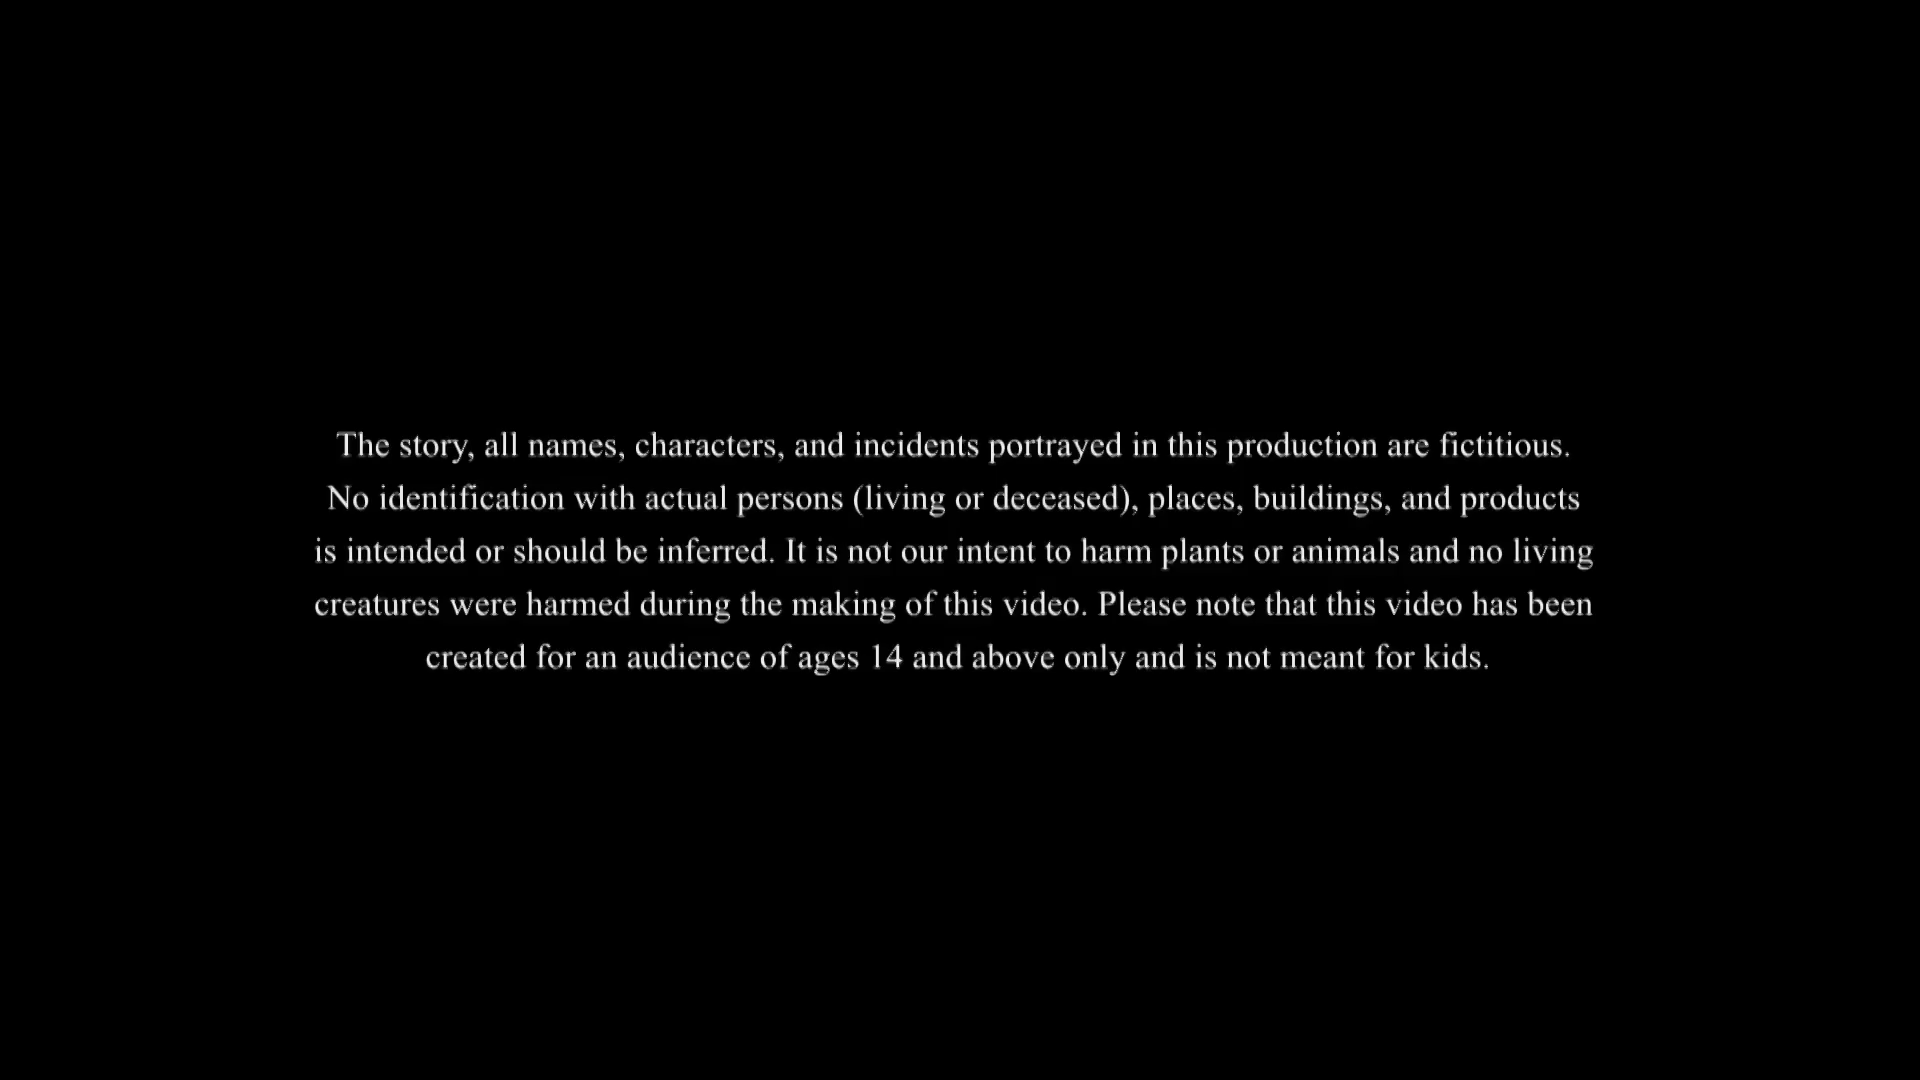 The story, all names, characters, and incidents portrayed in this production are fictitious.
No identification with actual persons (living or deceased), places, buildings, and products
is intended or should be inferred. It is not our intent to harm plants or animals and no living
creatures were harmed during the making of this video. Please note that this video has been
created for an audience of ages 14 and above only and is not meant for kids.